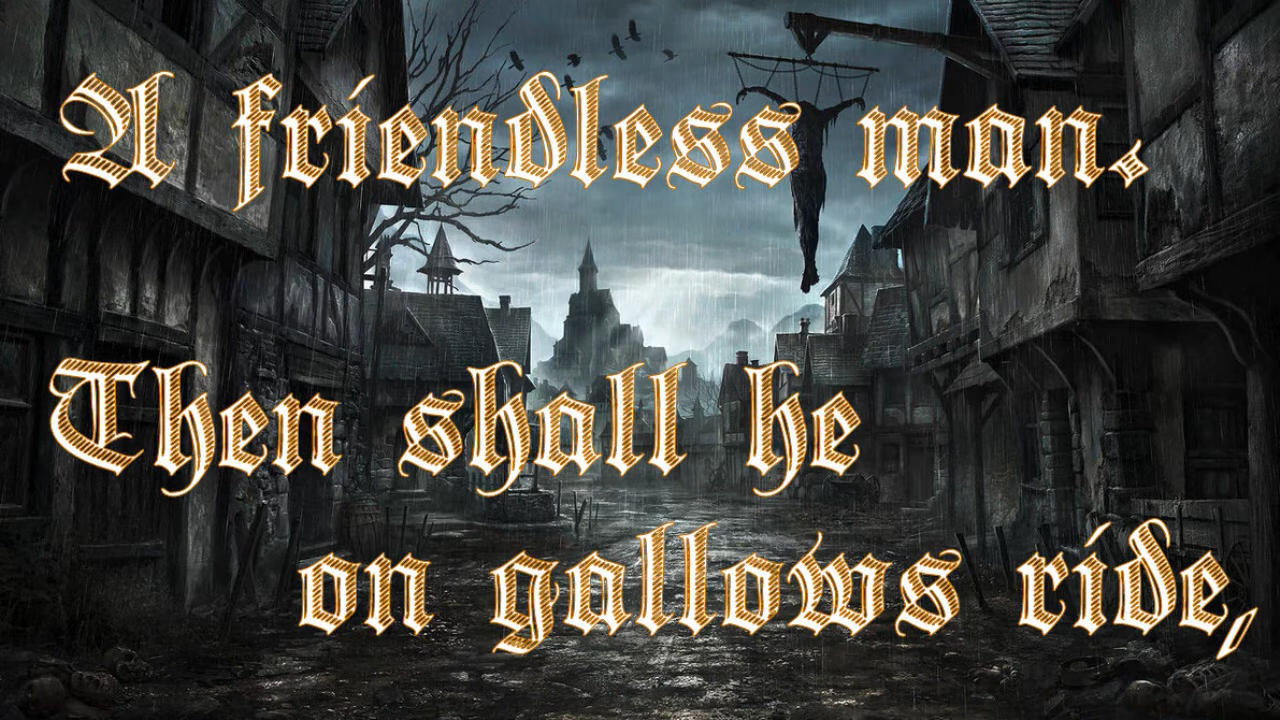 A friendless man.
Then shall he
on gallows ride,